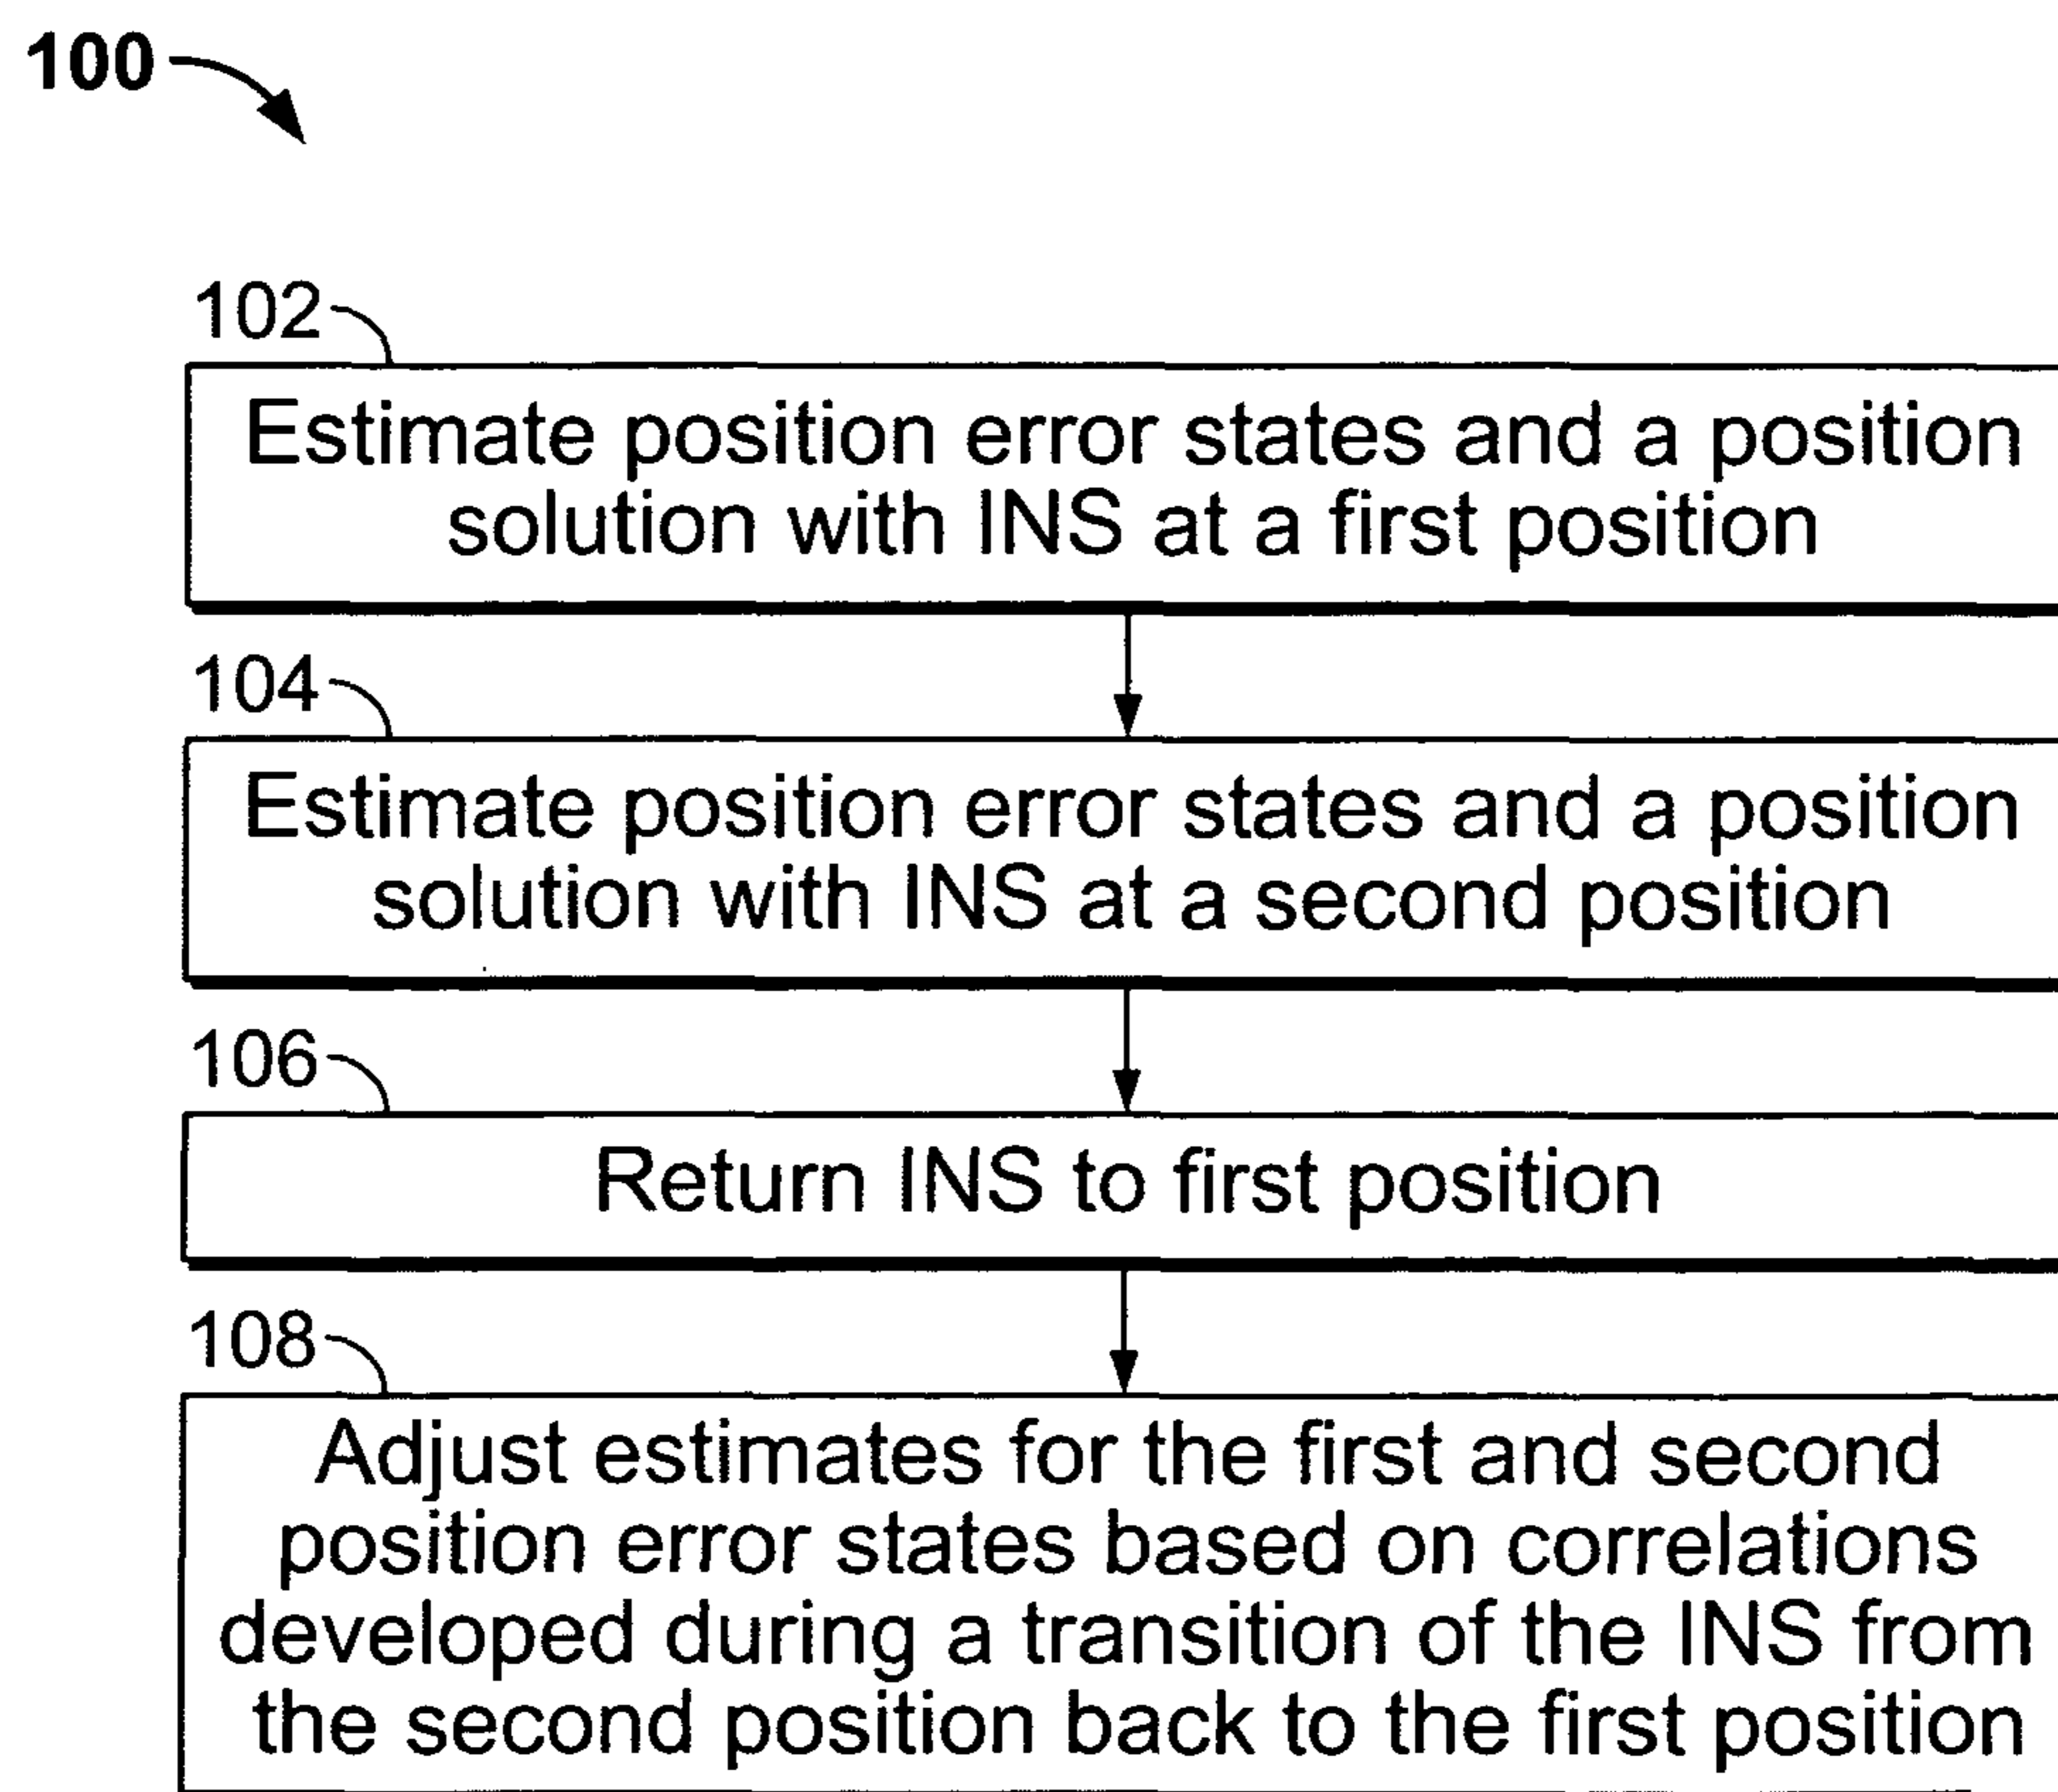 100
102
Estimate position error states and a position
solution with INS at a first position
104
Estimate position error states and a position
solution with INS at a second position
106
Return INS to first position
108
Adjust estimates for the first and second
position error states based on correlations
developed during a transition of the INS from
the second position back to the first position